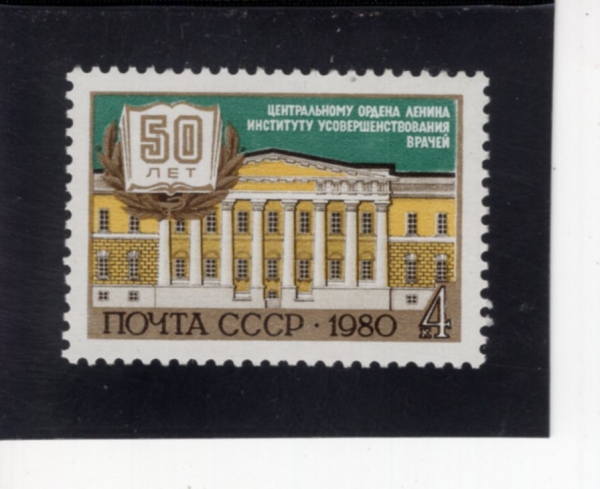 50
ЛЕТ
ЦЕНТРАЛЬНОМУ ОРДЕНА ЛЕНИНА
ИНСТИТУТУ УСОВЕРШЕНСТВОВАНИЯ
ВРАЧЕЙ
ПОЧТА СССР · 1980 4
К